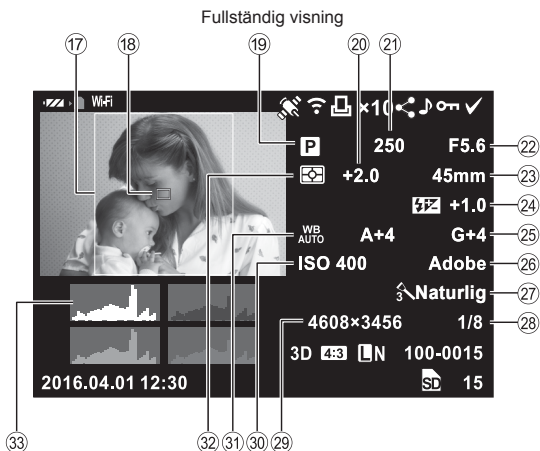 Fullständig visning
⑰ ⑱ ⑲ ⑳ ㉑
Wi-Fi ×10
P 250 F5.6 ㉒
+2.0 45mm ㉓
+1.0 ㉔
WB AUTO A+4 G+4 ㉕
ISO 400 Adobe ㉖
3 Naturlig ㉗
4608×3456 1/8 ㉘
3D 4:3 L N 100-0015
2016.04.01 12:30 SD 15
㉝ ㉜ ㉛ ㉚ ㉙